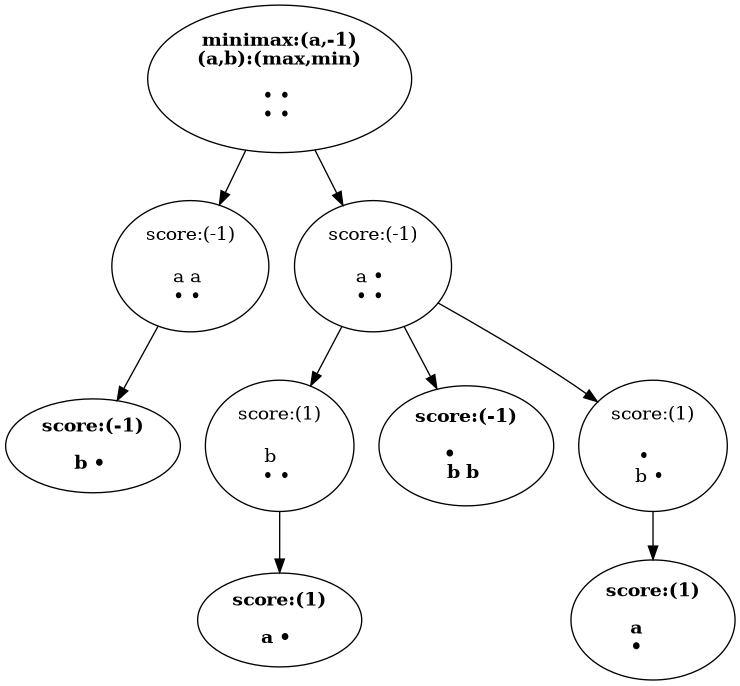 minimax:(a,-1)
(a,b):(max,min)
• •
• •
score:(-1)
a a
• •
score:(-1)
a •
• •
score:(-1)
b •
score:(1)
b
• •
score:(-1)
•
b b
score:(1)
•
b •
score:(1)
a •
score:(1)
a
•